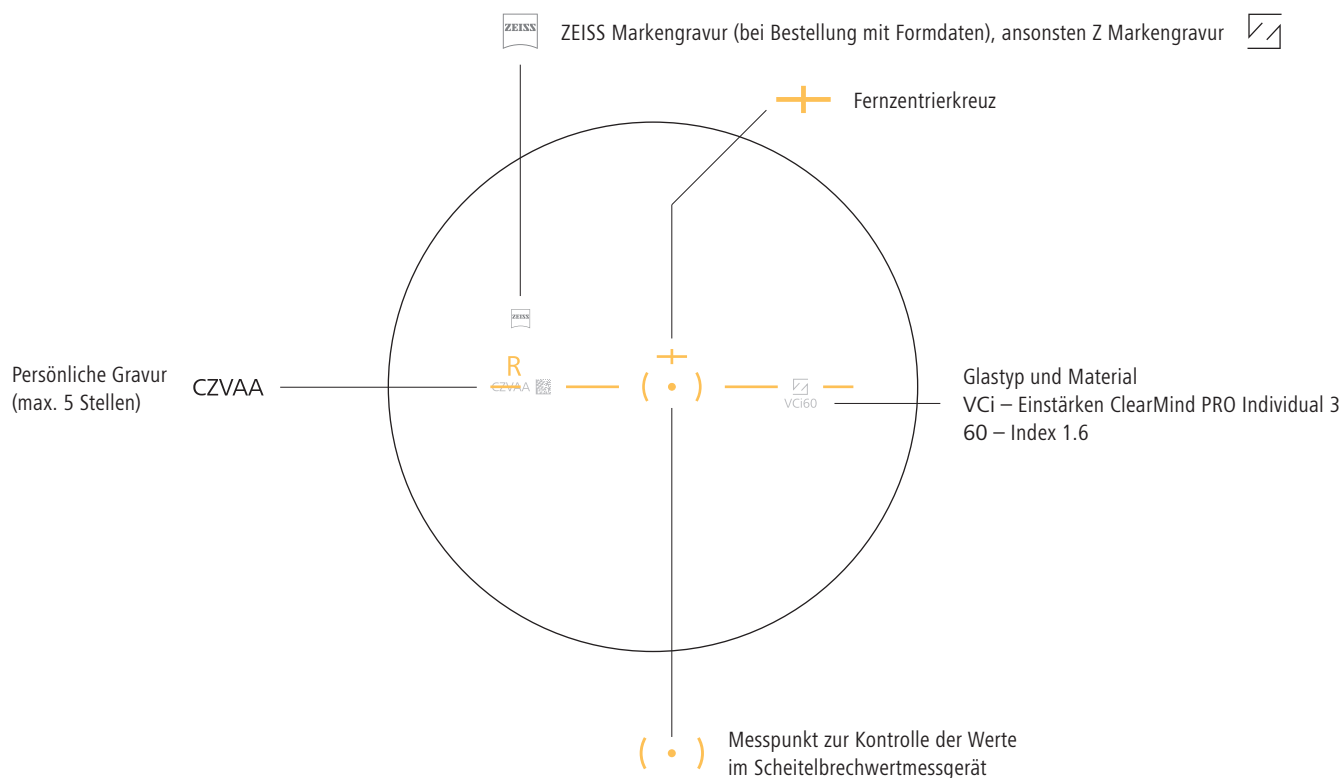 ZEISS ZEISS Markengravur (bei Bestellung mit Formdaten), ansonsten Z Markengravur
Fernzentrierkreuz
ZEISS
R
CZVAA
VCi60
Persönliche Gravur
(max. 5 Stellen)
CZVAA
Glastyp und Material
VCi – Einstärken ClearMind PRO Individual 3
60 – Index 1.6
Messpunkt zur Kontrolle der Werte
im Scheitelbrechwertmessgerät